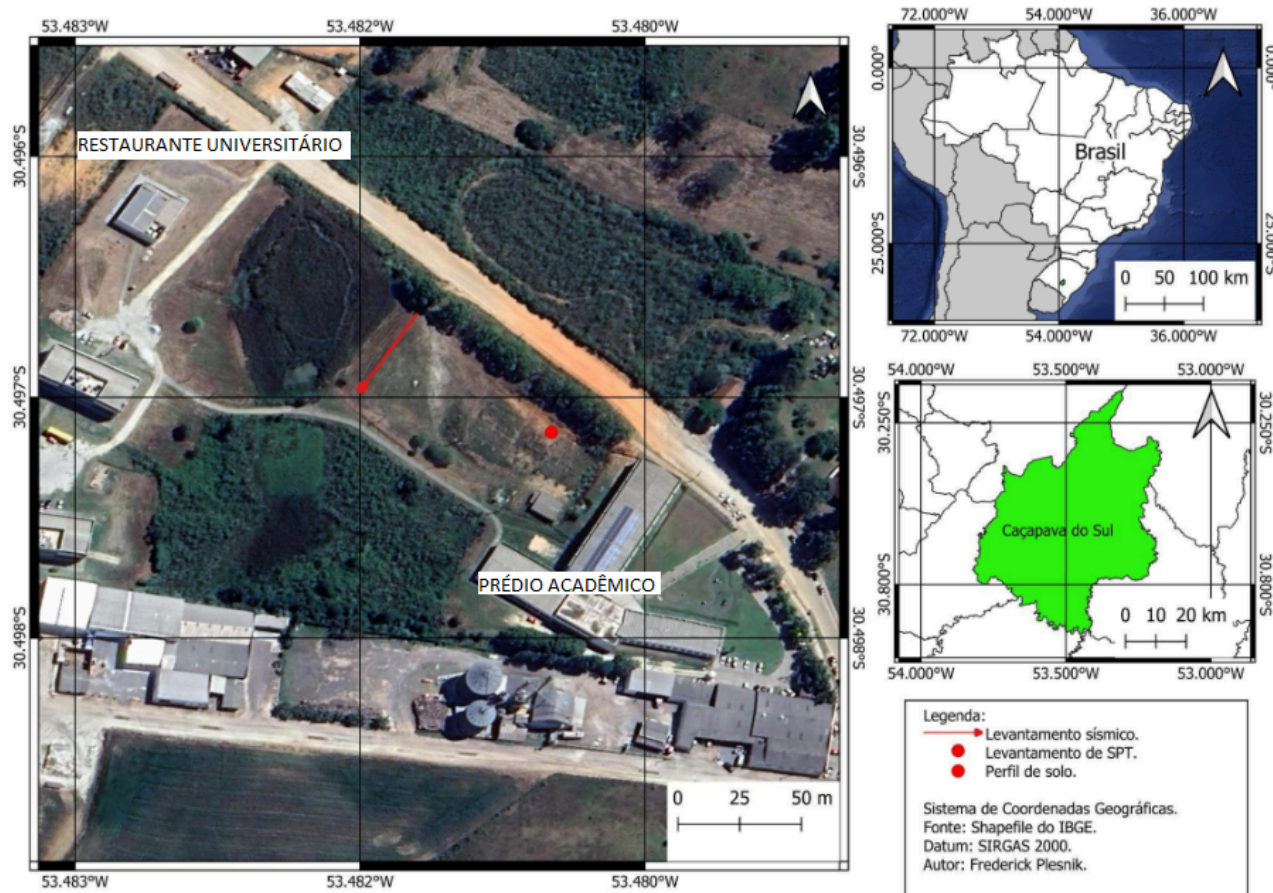 53.483°W 53.482°W 53.480°W
30.496°S 30.496°S
30.497°S 30.497°S
30.498°S 30.498°S
RESTAURANTE UNIVERSITÁRIO
PRÉDIO ACADÊMICO
0 25 50 m
53.483°W 53.482°W 53.480°W
72.000°W 54.000°W 36.000°W
0.000° 0.000°
Brasil
25.000°S 25.000°S
0 50 100 km
72.000°W 54.000°W 36.000°W
54.000°W 53.500°W 53.000°W
30.250°S 30.250°S
Caçapava do Sul
30.800°S 30.800°S
0 10 20 km
54.000°W 53.500°W 53.000°W
Legenda:
Levantamento sísmico.
Levantamento de SPT.
Perfil de solo.
Sistema de Coordenadas Geográficas.
Fonte: Shapefile do IBGE.
Datum: SIRGAS 2000.
Autor: Frederick Plesnik.